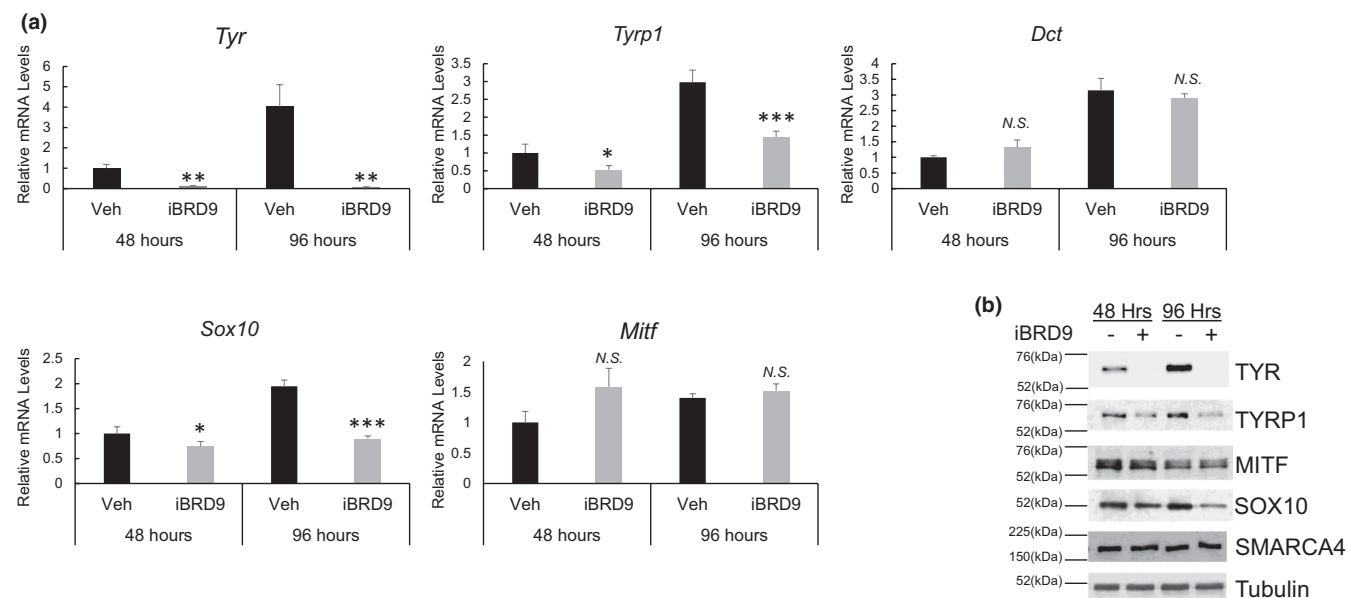 (a)
Tyr
Relative mRNA Levels
6
5
4
3
2
1
0
**
**
Veh iBRD9 Veh iBRD9
48 hours 96 hours
Tyrp1
Relative mRNA Levels
3.5
3
2.5
2
1.5
1
0.5
0
*
***
Veh iBRD9 Veh iBRD9
48 hours 96 hours
Dct
Relative mRNA Levels
4
3.5
3
2.5
2
1.5
1
0.5
0
N.S.
N.S.
Veh iBRD9 Veh iBRD9
48 hours 96 hours
Sox10
Relative mRNA Levels
2.5
2
1.5
1
0.5
0
*
***
Veh iBRD9 Veh iBRD9
48 hours 96 hours
Mitf
Relative mRNA Levels
2
1.5
1
0.5
0
N.S.
N.S.
Veh iBRD9 Veh iBRD9
48 hours 96 hours
(b)
48 Hrs 96 Hrs
iBRD9 - + - +
76(kDa)
TYR
52(kDa)
76(kDa)
TYRP1
52(kDa)
76(kDa)
MITF
52(kDa)
52(kDa) SOX10
225(kDa)
SMARCA4
150(kDa)
52(kDa)
Tubulin